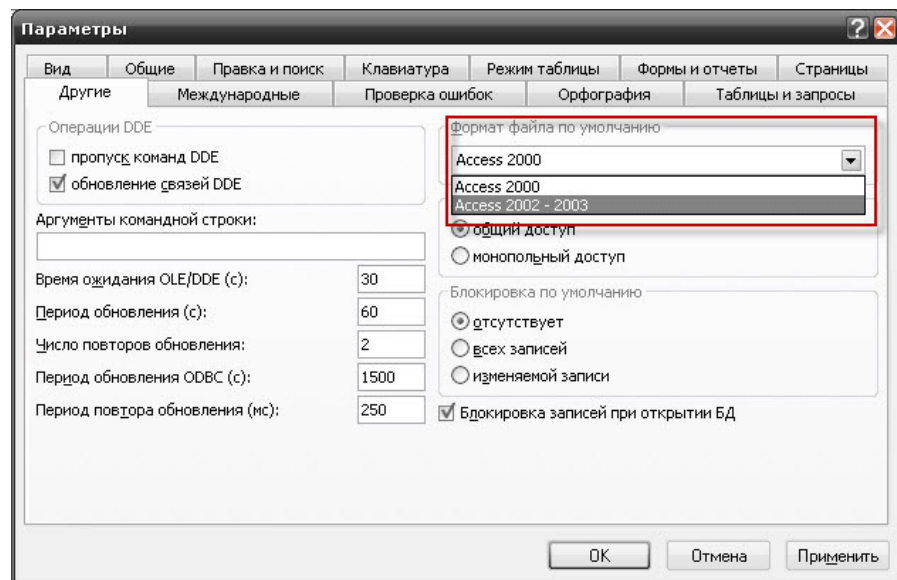 Параметры
Вид Общие Правка и поиск Клавиатура Режим таблицы Формы и отчеты Страницы
Другие Международные Проверка ошибок Орфография Таблицы и запросы
Операции DDE
пропуск команд DDE
обновление связей DDE
Аргументы командной строки:
Время ожидания OLE/DDE (с): 30
Период обновления (с): 60
Число повторов обновления: 2
Период обновления ODBC (с): 1500
Период повтора обновления (мс): 250
Формат файла по умолчанию
Access 2000
Access 2000
Access 2002 - 2003
общий доступ
монопольный доступ
Блокировка по умолчанию
отсутствует
всех записей
изменяемой записи
Блокировка записей при открытии БД
OK Отмена Применить